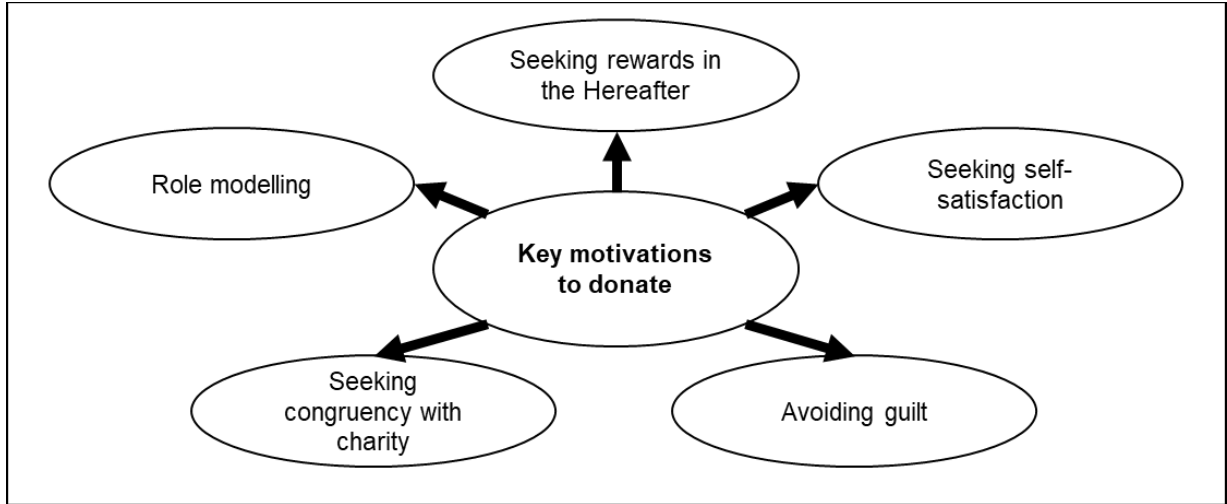 Seeking rewards in
the Hereafter
Role modelling
Seeking self-
satisfaction
Key motivations
to donate
Seeking
congruency with
charity
Avoiding guilt